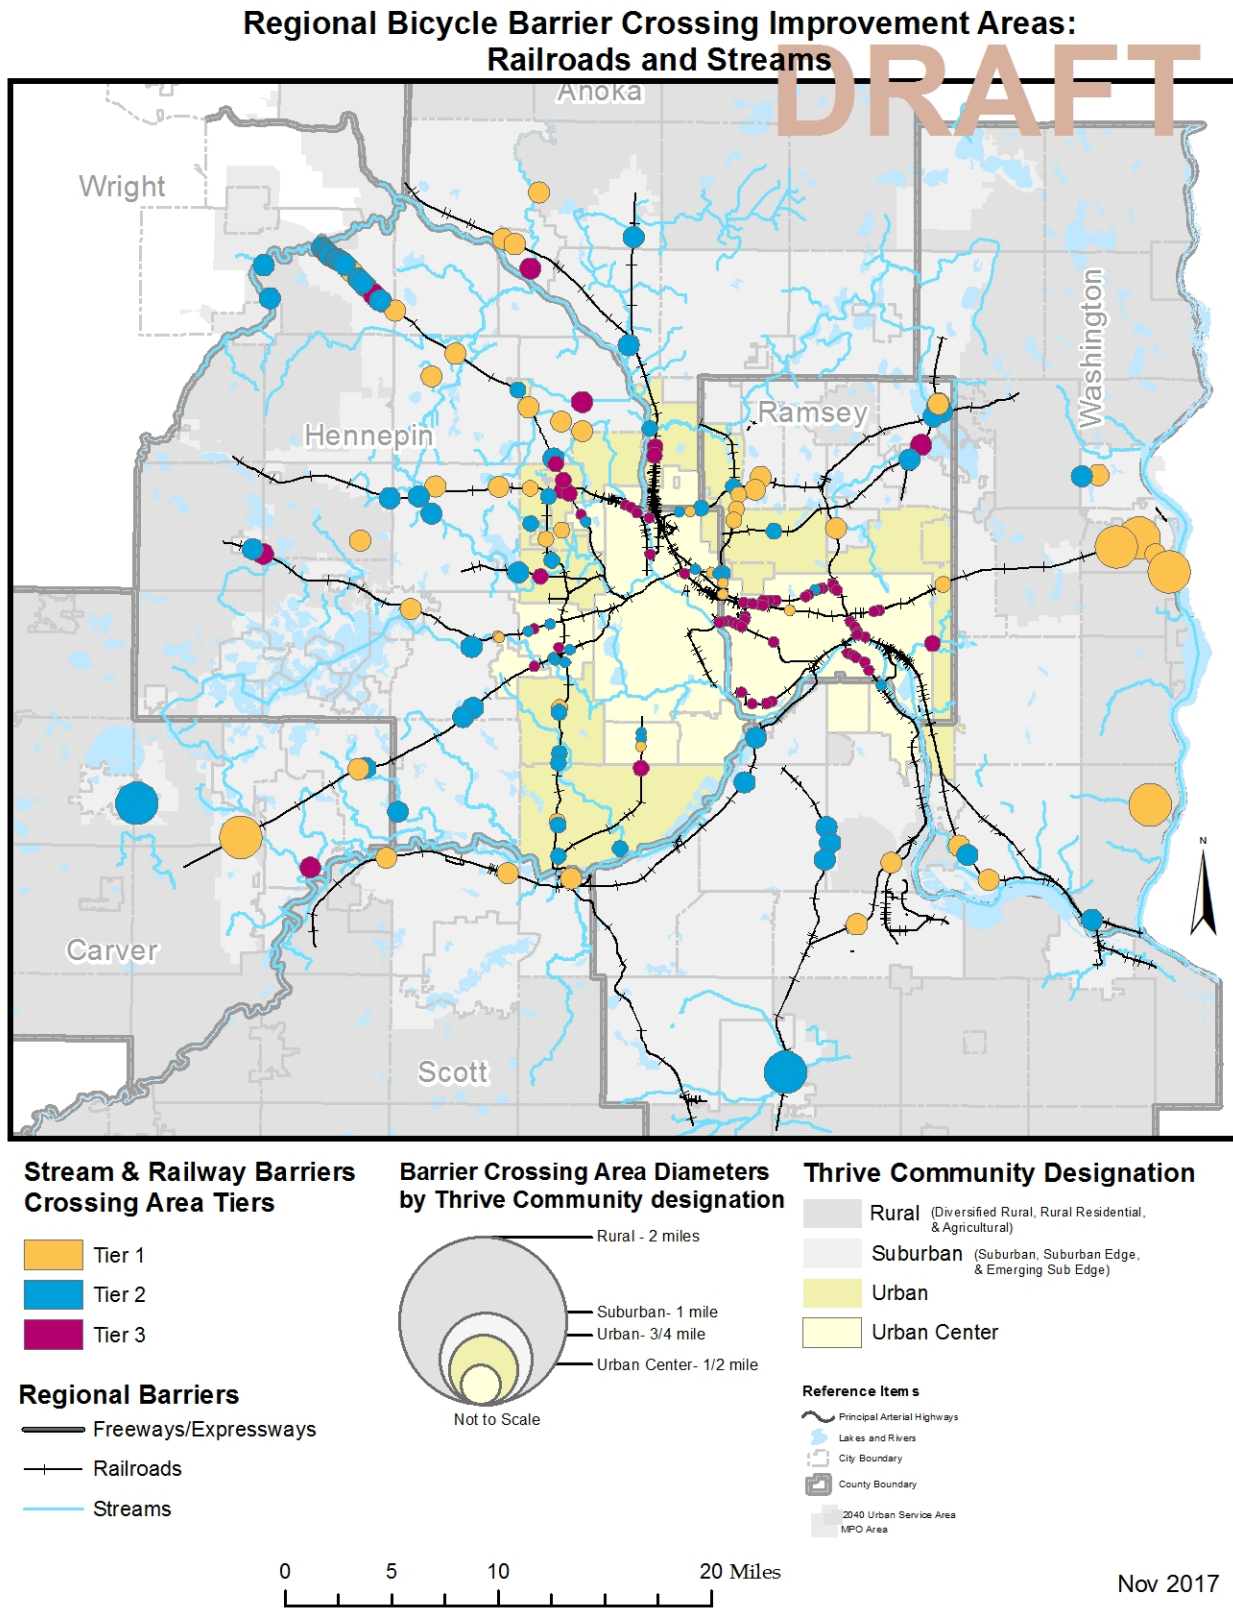 Regional Bicycle Barrier Crossing Improvement Areas:
Railroads and Streams
DRAFT
Anoka
Wright
Washington
Ramsey
Hennepin
N
Carver
Scott
Stream & Railway Barriers
Crossing Area Tiers
Tier 1
Tier 2
Tier 3
Regional Barriers
Freeways/Expressways
Railroads
Streams
Barrier Crossing Area Diameters
by Thrive Community designation
Rural - 2 miles
Suburban- 1 mile
Urban- 3/4 mile
Urban Center- 1/2 mile
Not to Scale
Thrive Community Designation
Rural (Diversified Rural, Rural Residential,
& Agricultural)
Suburban (Suburban, Suburban Edge,
& Emerging Sub Edge)
Urban
Urban Center
Reference Items
Principal Arterial Highways
Lakes and Rivers
City Boundary
County Boundary
2040 Urban Service Area
MPO Area
0 5 10 20 Miles
Nov 2017